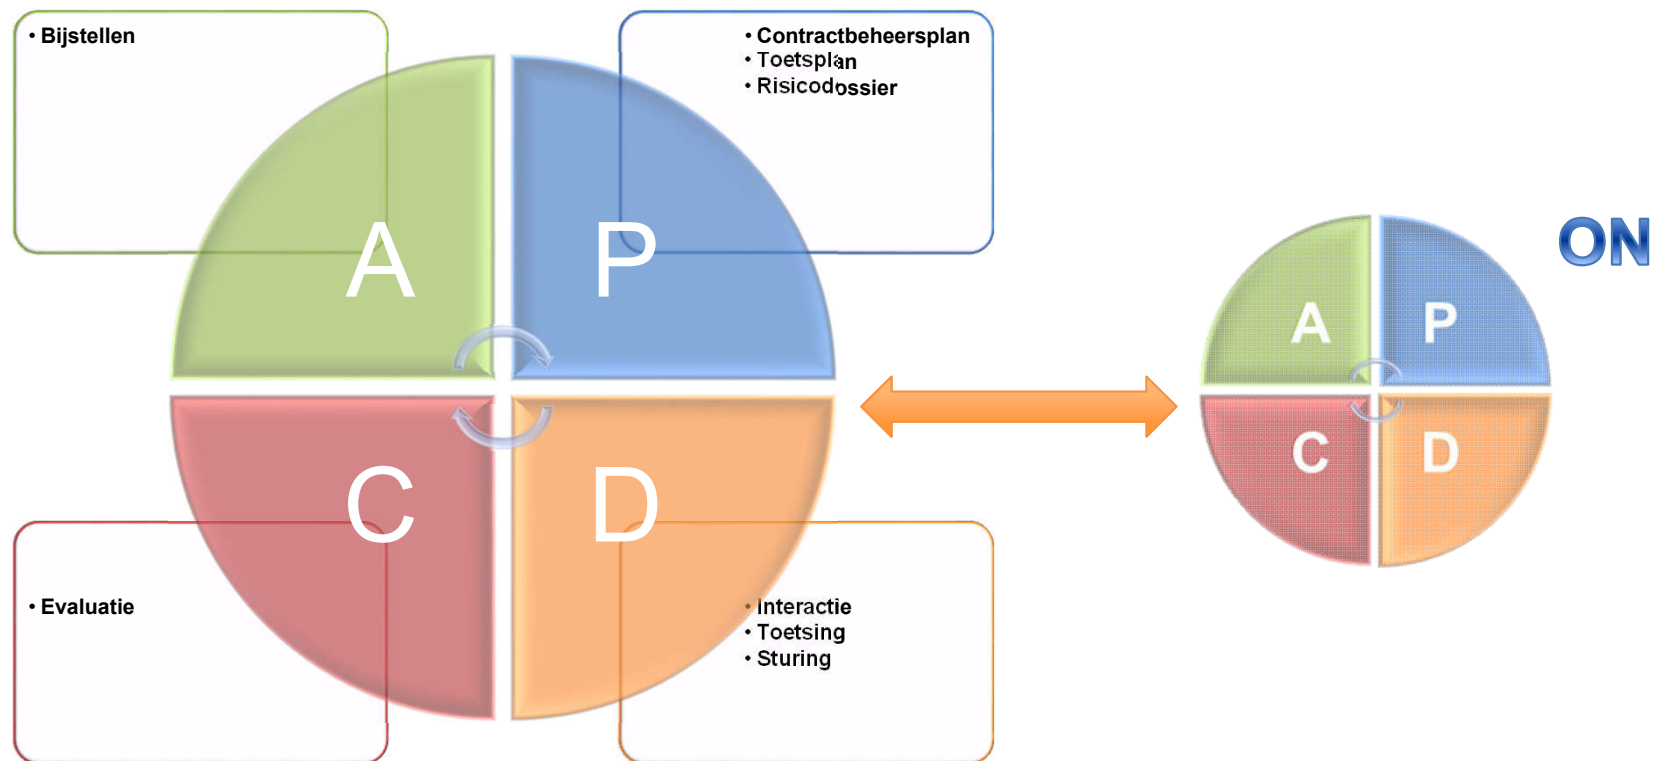 • Bijstellen
• Contractbeheersplan
• Toetsplan
• Risicodossier
A
P
C
D
• Evaluatie
• Interactie
• Toetsing
• Sturing
ON
A
P
C
D